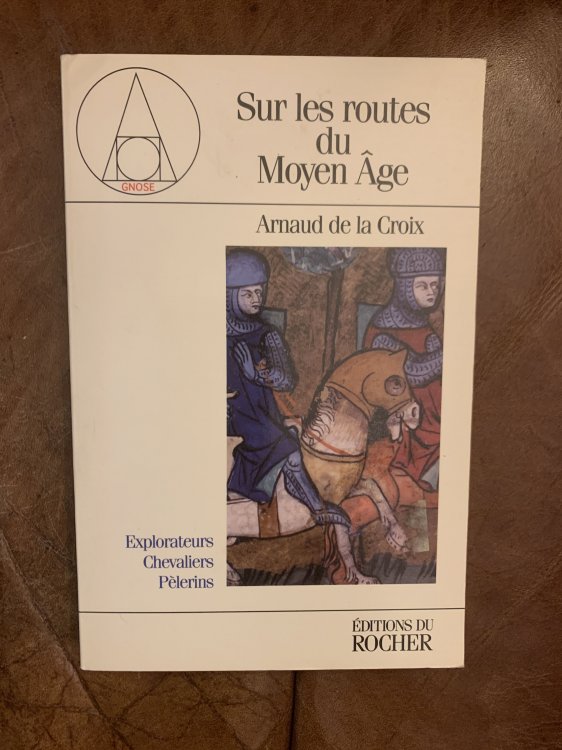 GNOSE
Sur les routes
du
Moyen Âge
Arnaud de la Croix
Explorateurs
Chevaliers
Pèlerins
ÉDITIONS DU
ROCHER